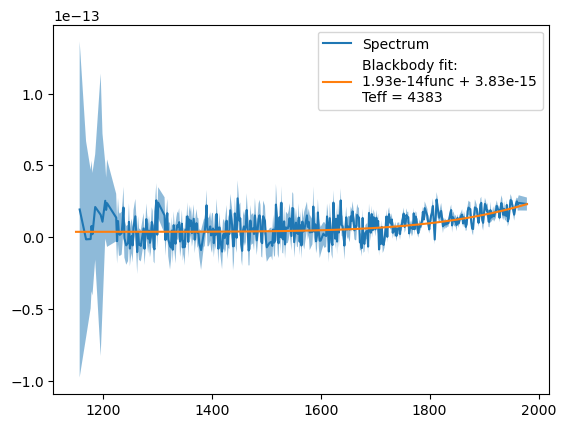 1e−13
Spectrum
Blackbody fit:
1.93e-14func + 3.83e-15
Teff = 4383
1.0
0.5
0.0
−0.5
−1.0
1200 1400 1600 1800 2000